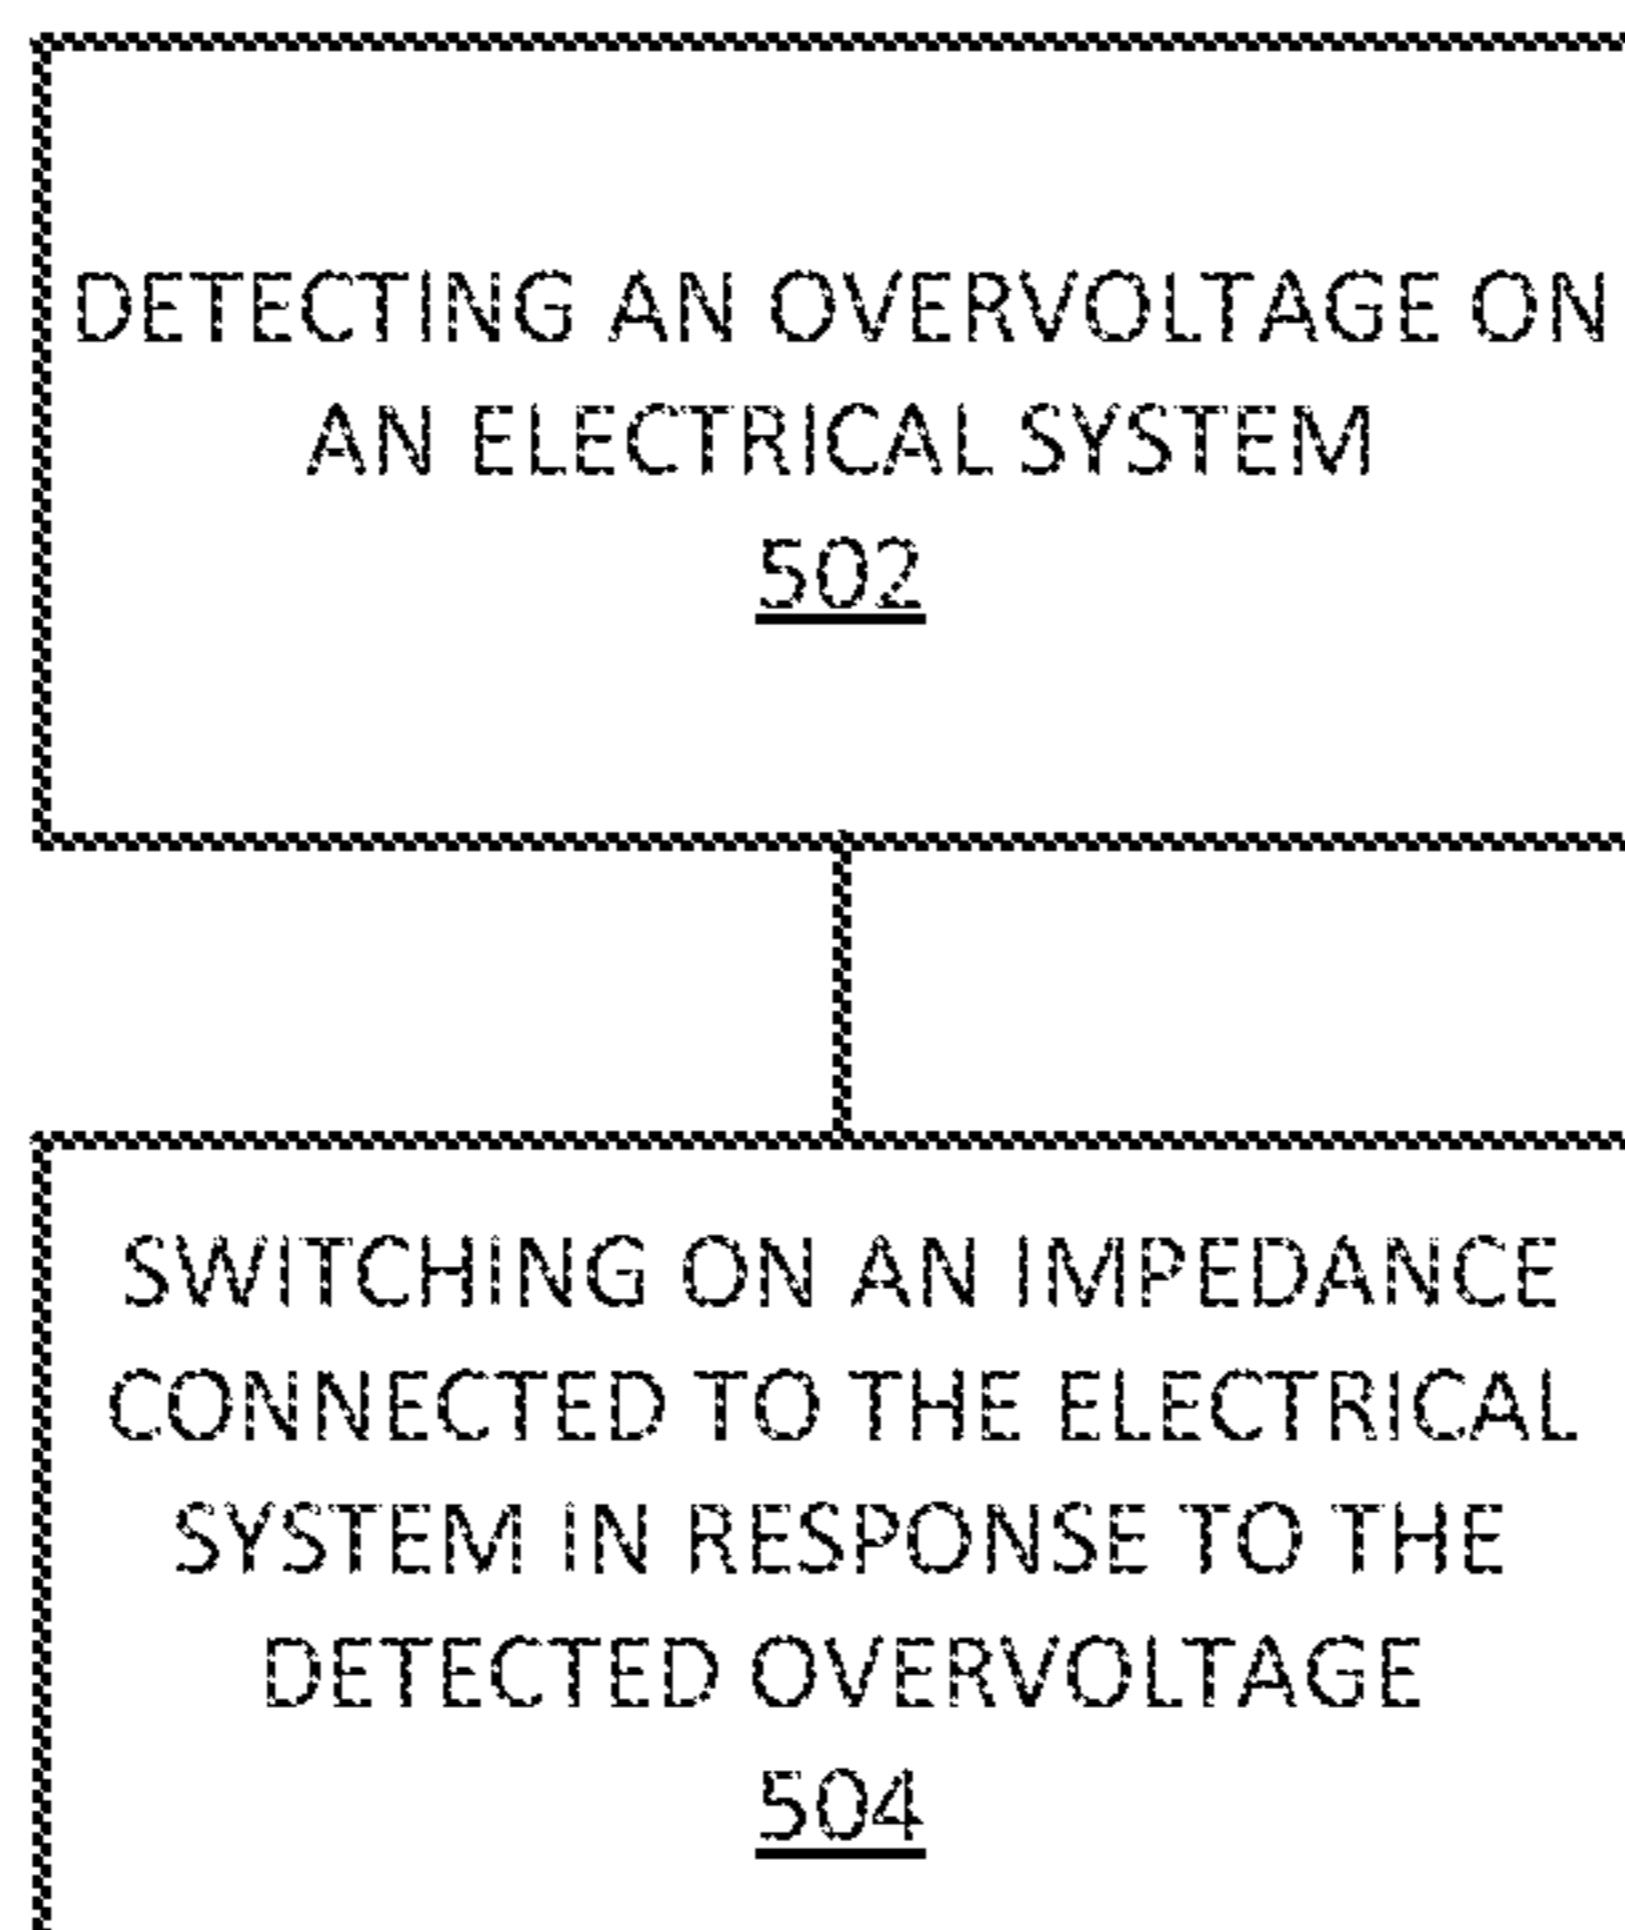 DETECTING AN OVERVOLTAGE ON
AN ELECTRICAL SYSTEM
502
SWITCHING ON AN IMPEDANCE
CONNECTED TO THE ELECTRICAL
SYSTEM IN RESPONSE TO THE
DETECTED OVERVOLTAGE
504